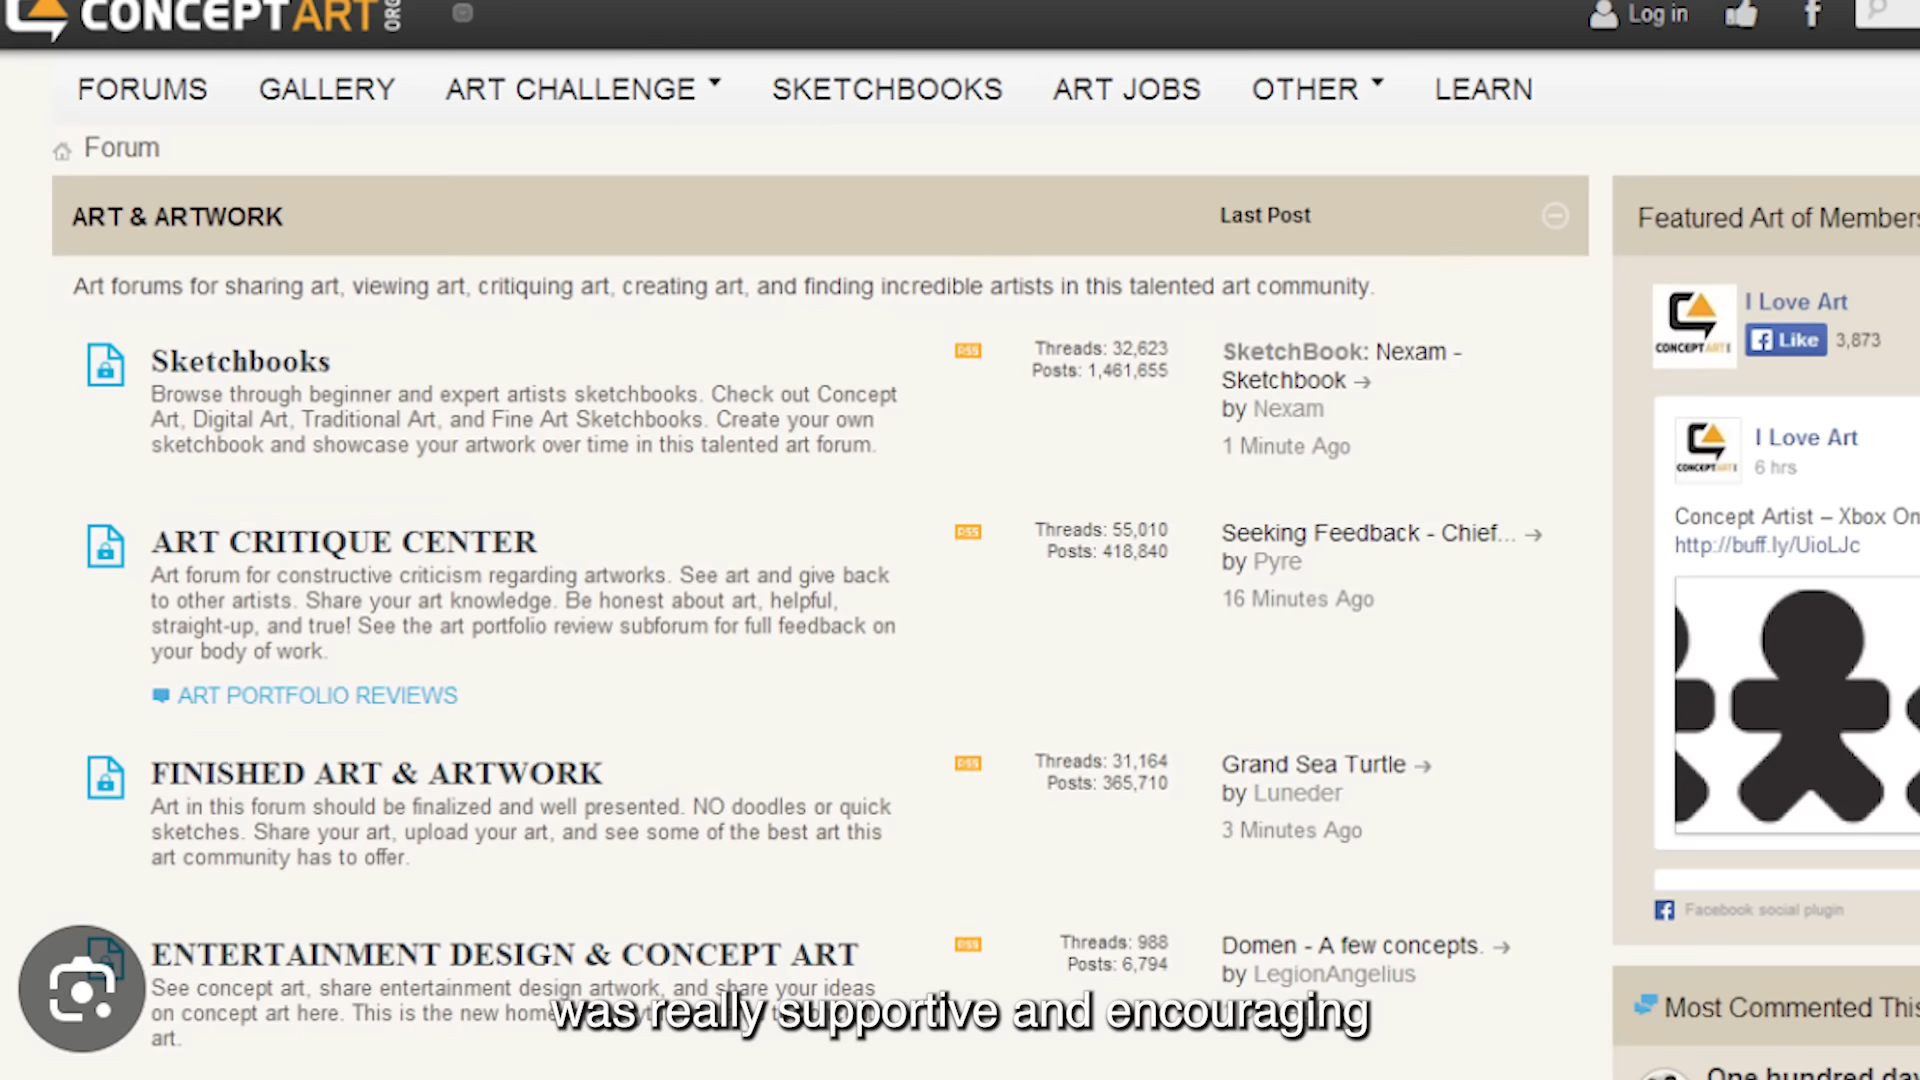 CONCEPTART.ORG
Log in
FORUMS GALLERY ART CHALLENGE SKETCHBOOKS ART JOBS OTHER LEARN
Forum
ART & ARTWORK Last Post
Art forums for sharing art, viewing art, critiquing art, creating art, and finding incredible artists in this talented art community.
Sketchbooks
Browse through beginner and expert artists sketchbooks. Check out Concept
Art, Digital Art, Traditional Art, and Fine Art Sketchbooks. Create your own
sketchbook and showcase your artwork over time in this talented art forum.
RSS
Threads: 32,623
Posts: 1,461,655
SketchBook: Nexam -
Sketchbook →
by Nexam
1 Minute Ago
ART CRITIQUE CENTER
Art forum for constructive criticism regarding artworks. See art and give back
to other artists. Share your art knowledge. Be honest about art, helpful,
straight-up, and true! See the art portfolio review subforum for full feedback on
your body of work.
ART PORTFOLIO REVIEWS
RSS
Threads: 55,010
Posts: 418,840
Seeking Feedback - Chief... →
by Pyre
16 Minutes Ago
FINISHED ART & ARTWORK
Art in this forum should be finalized and well presented. NO doodles or quick
sketches. Share your art, upload your art, and see some of the best art this
art community has to offer.
RSS
Threads: 31,164
Posts: 365,710
Grand Sea Turtle →
by Luneder
3 Minutes Ago
ENTERTAINMENT DESIGN & CONCEPT ART
See concept art, share entertainment design artwork, and share your ideas
on concept art here. This is the new
art.
RSS
Threads: 988
Posts: 6,794
Domen - A few concepts. →
by LegionAngelius
was really supportive and encouraging
Featured Art of Members
I Love Art
Like 3,873
CONCEPTART
I Love Art
6 hrs
CONCEPTART
Concept Artist – Xbox On
http://buff.ly/UioLJc
Facebook social plugin
Most Commented This
One hundred day